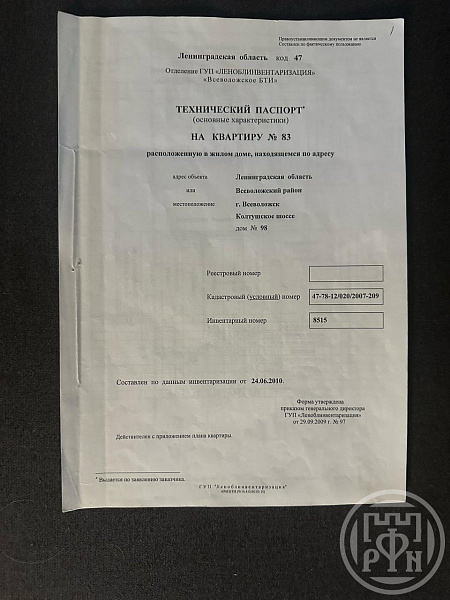 Правоустанавливающим документом не является
Составлен по фактическому пользованию
Ленинградская область код 47
Отделение ГУП «ЛЕНОБЛИНВЕНТАРИЗАЦИЯ»
«Всеволожское БТИ»
ТЕХНИЧЕСКИЙ ПАСПОРТ*
(основные характеристики)
НА КВАРТИРУ № 83
расположенную в жилом доме, находящемся по адресу
адрес объекта Ленинградская область
или Всеволожский район
местоположение г. Всеволожск
Колтушское шоссе
дом № 98
Реестровый номер
Кадастровый (условный) номер 47-78-12/020/2007-209
Инвентарный номер 8515
Составлен по данным инвентаризации от 24.06.2010.
Форма утверждена
приказом генерального директора
ГУП «Леноблинвентаризация»
от 29.09.2009 г. № 97
Действителен с приложением плана квартиры.
* Выдается по заявлению заказчика.
ГУП "Леноблинвентаризация"
РФН